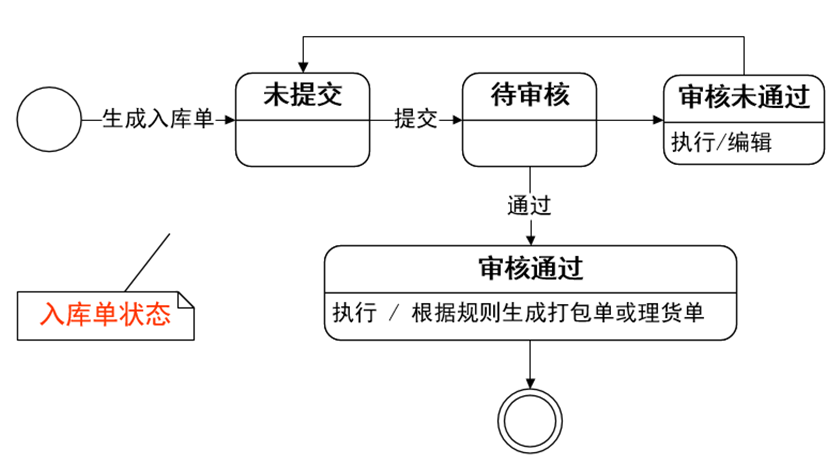 生成入库单
未提交
提交
待审核
审核未通过
执行/编辑
通过
审核通过
执行 / 根据规则生成打包单或理货单
入库单状态